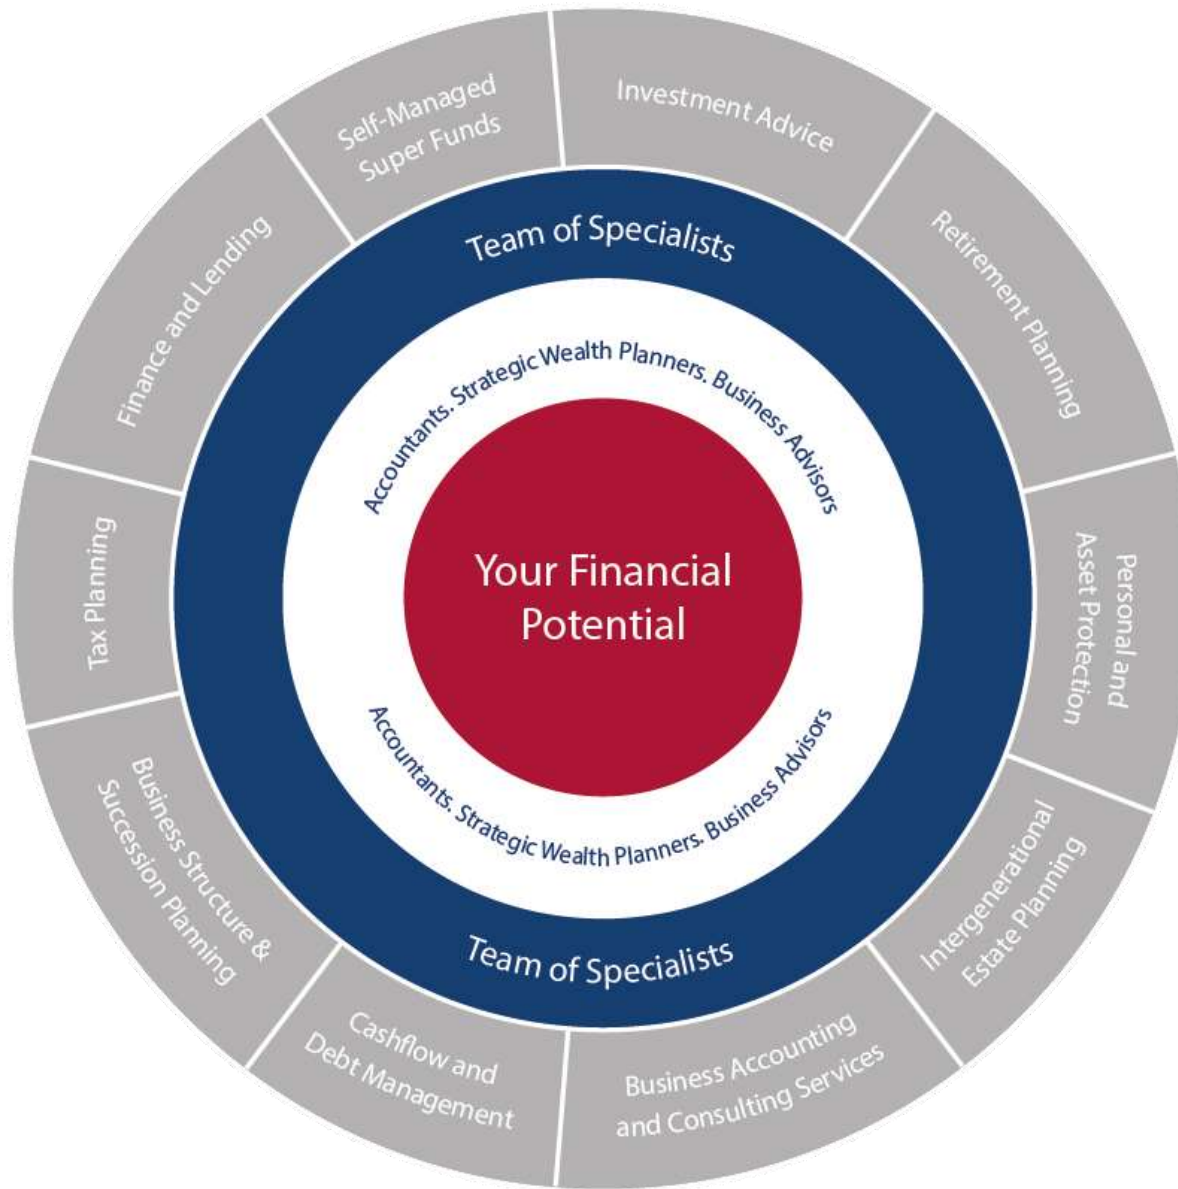 Self-Managed
Super Funds
Investment Advice
Retirement Planning
Personal and
Asset Protection
Intergenerational
Estate Planning
Business Accounting
and Consulting Services
Cashflow and
Debt Management
Business Structure &
Succession Planning
Tax Planning
Finance and Lending
Team of Specialists
Accountants. Strategic Wealth Planners. Business Advisors
Your Financial
Potential
Accountants. Strategic Wealth Planners. Business Advisors
Team of Specialists